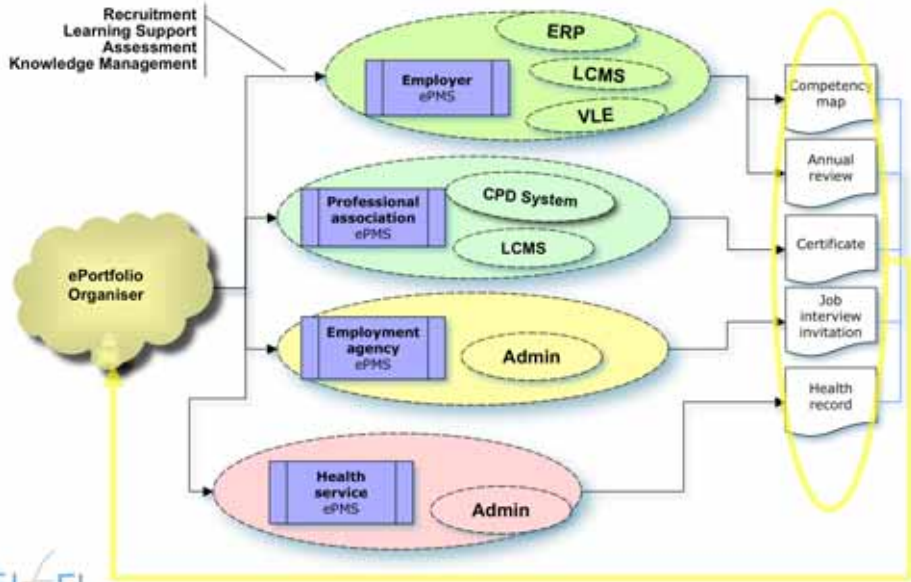 Recruitment
Learning Support
Assessment
Knowledge Management
ERP
Employer
ePMS
LCMS
VLE
Competency
map
Annual
review
Professional
association
ePMS
CPD System
LCMS
Certificate
ePortfolio
Organiser
Employment
agency
ePMS
Admin
Job
interview
invitation
Health
record
Health
service
ePMS
Admin